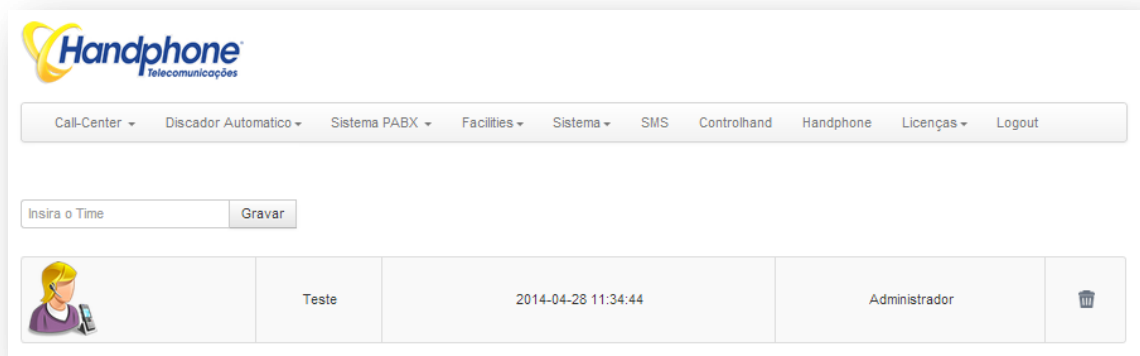 Handphone
Telecomunicações
Call-Center Discador Automatico Sistema PABX Facilities Sistema SMS Controlhand Handphone Licenças Logout
Insira o Time Gravar
Teste 2014-04-28 11:34:44 Administrador